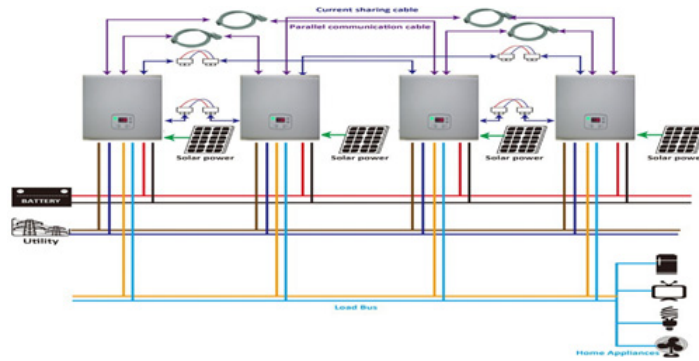 Current sharing cable
Parallel communication cable
Solar power
Solar power
Solar power
Solar power
BATTERY
Utility
Load Bus
Home Appliances